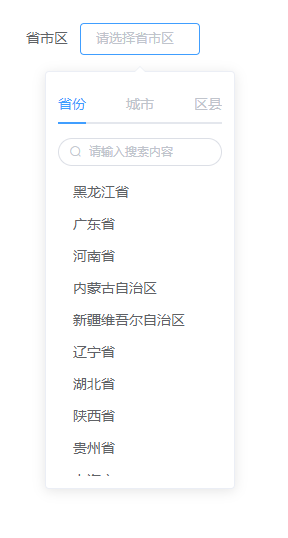 省市区 请选择省市区
省份 城市 区县
请输入搜索内容
黑龙江省
广东省
河南省
内蒙古自治区
新疆维吾尔自治区
辽宁省
湖北省
陕西省
贵州省